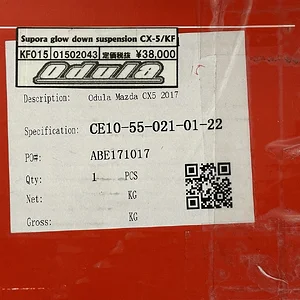 Supora glow down suspension CX-5/KF
KF015 01502043 定価税抜 ¥38,000
Odula
Description: Odula Mazda CX5 2017
Specification: CE10-55-021-01-22
PO#: ABE171017
Qty: 1 PCS
Net: KG
Gross: KG